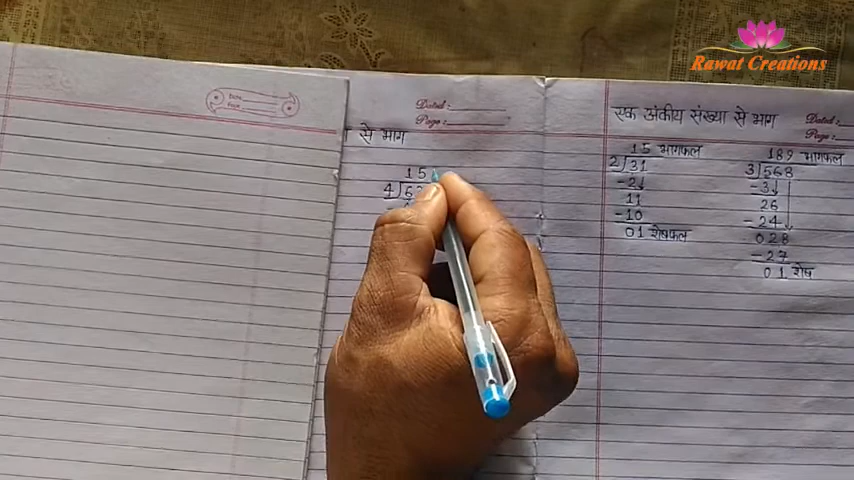 Rawat Creations
Date
Page
से भाग
Dated:
Page:
15
4 6
एक अंकीय संख्या से भाग
Dated:
Page:
15 भागफल
2 31
-2
11
-10
01 शेषफल
189 भागफल
3 568
-3
26
-24
028
-27
01 शेष